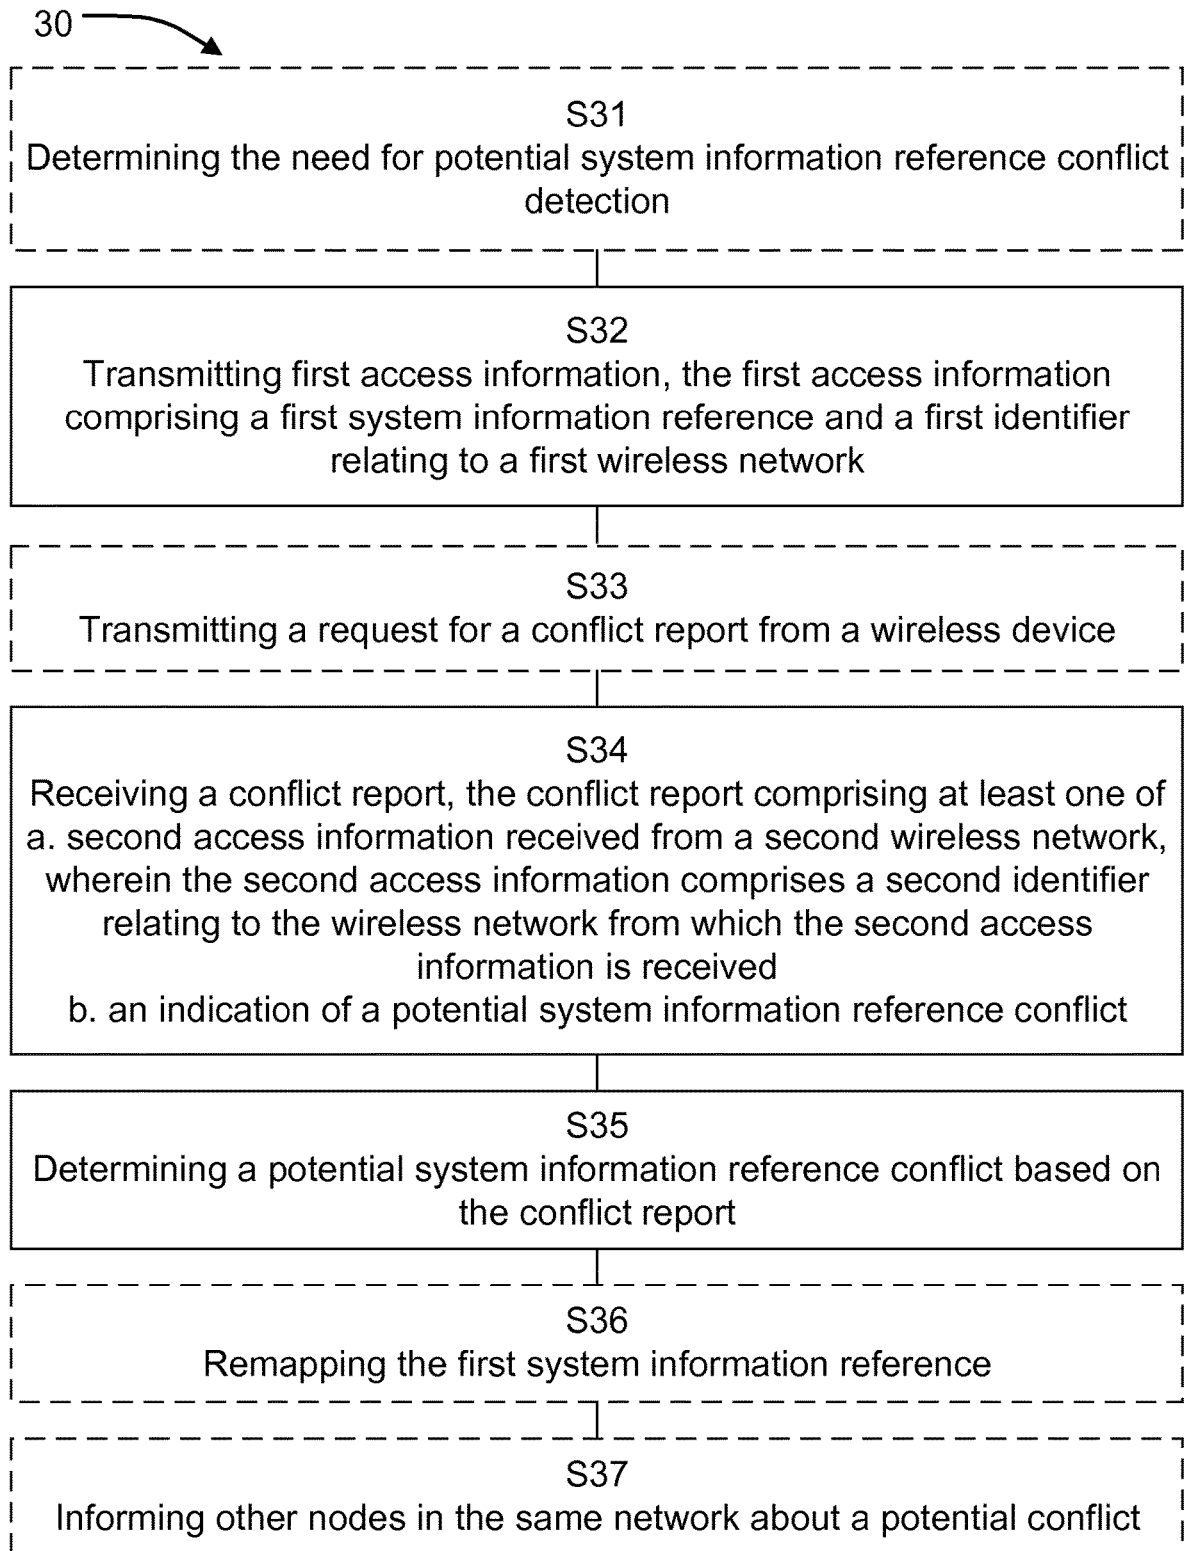 30
S31
Determining the need for potential system information reference conflict
detection
S32
Transmitting first access information, the first access information
comprising a first system information reference and a first identifier
relating to a first wireless network
S33
Transmitting a request for a conflict report from a wireless device
S34
Receiving a conflict report, the conflict report comprising at least one of
a. second access information received from a second wireless network,
wherein the second access information comprises a second identifier
relating to the wireless network from which the second access
information is received
b. an indication of a potential system information reference conflict
S35
Determining a potential system information reference conflict based on
the conflict report
S36
Remapping the first system information reference
S37
Informing other nodes in the same network about a potential conflict